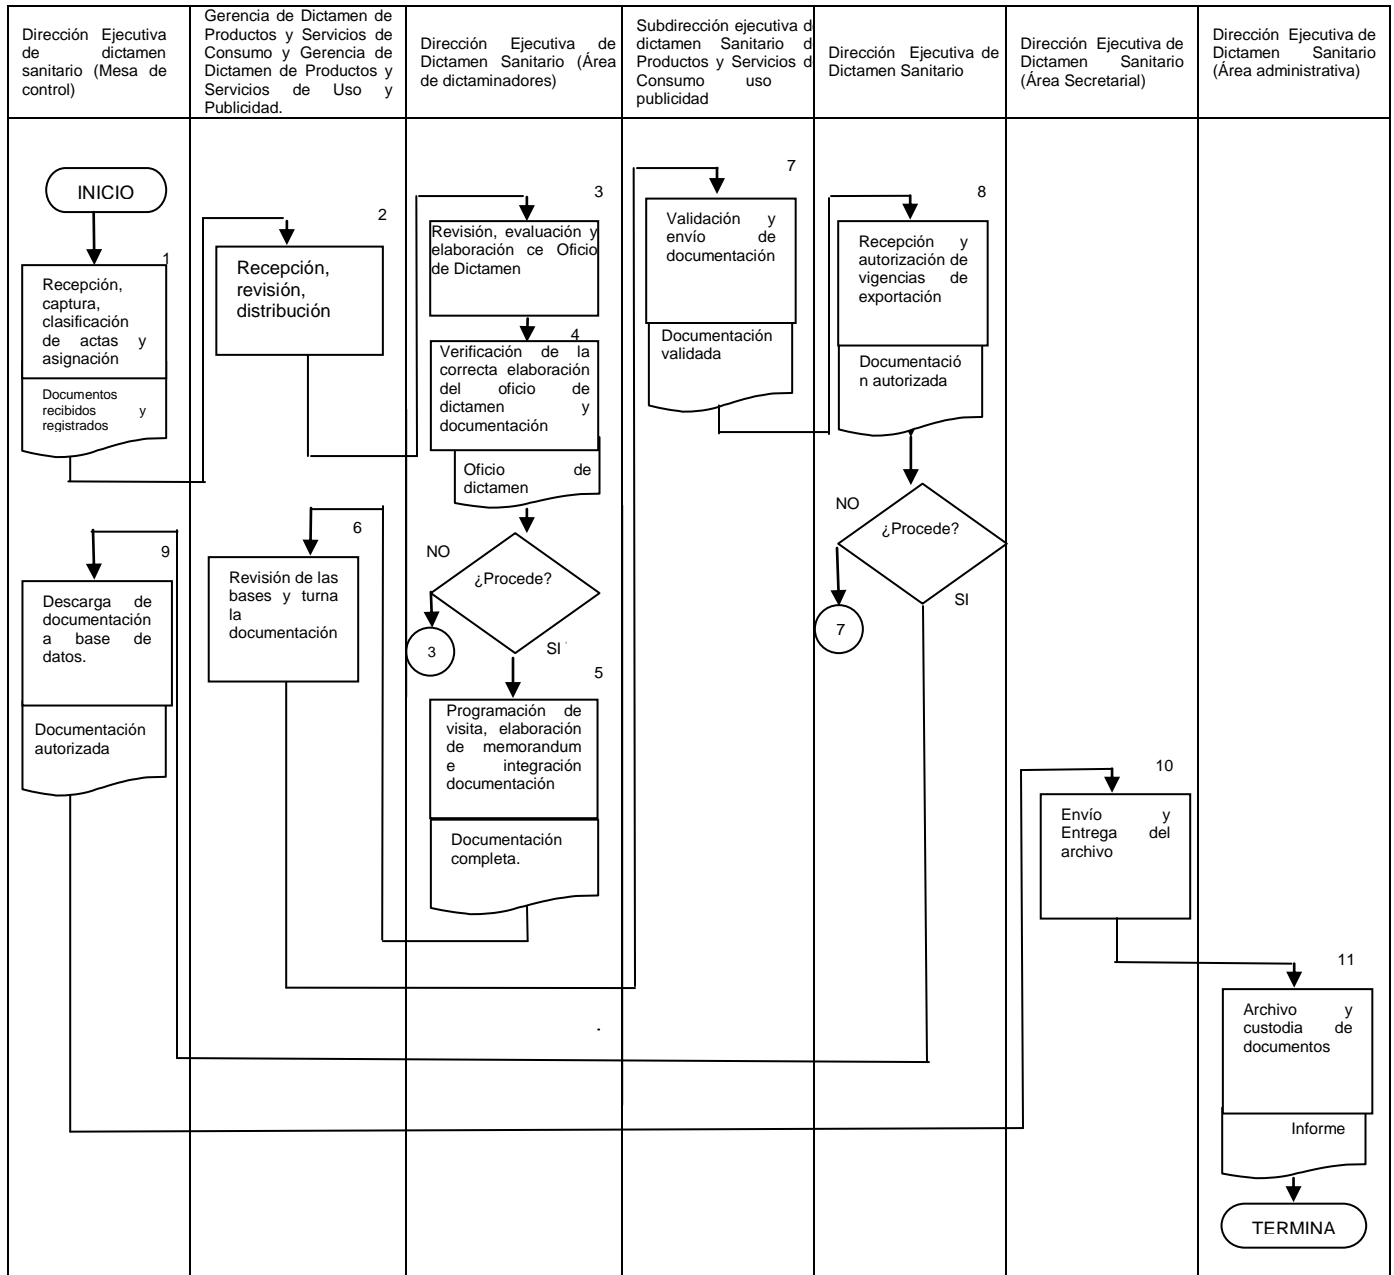 Dirección Ejecutiva
de dictamen
sanitario (Mesa de
control)
Gerencia de Dictamen de
Productos y Servicios de
Consumo y Gerencia de
Dictamen de Productos y
Servicios de Uso y
Publicidad.
Dirección Ejecutiva de
Dictamen Sanitario (Área
de dictaminadores)
Subdirección ejecutiva d
dictamen Sanitario d
Productos y Servicios d
Consumo uso
publicidad
Dirección Ejecutiva de
Dictamen Sanitario
Dirección Ejecutiva de
Dictamen Sanitario
(Área Secretarial)
Dirección Ejecutiva de
Dictamen Sanitario
(Área administrativa)
INICIO
1
Recepción,
captura,
clasificación
de actas y
asignación
Documentos
recibidos y
registrados
2
Recepción,
revisión,
distribución
3
Revisión, evaluación y
elaboración ce Oficio
de Dictamen
4
Verificación de la
correcta elaboración
del oficio de
dictamen y
documentación
Oficio de
dictamen
NO
¿Procede?
SI
3
5
Programación de
visita, elaboración
de memorandum
e integración
documentación
Documentación
completa.
6
Revisión de las
bases y turna
la
documentación
7
Validación y
envío de
documentación
Documentación
validada
8
Recepción y
autorización de
vigencias de
exportación
Documentació
n autorizada
NO
¿Procede?
SI
7
9
Descarga de
documentación
a base de
datos.
Documentación
autorizada
10
Envío y
Entrega del
archivo
11
Archivo y
custodia de
documentos
Informe
TERMINA